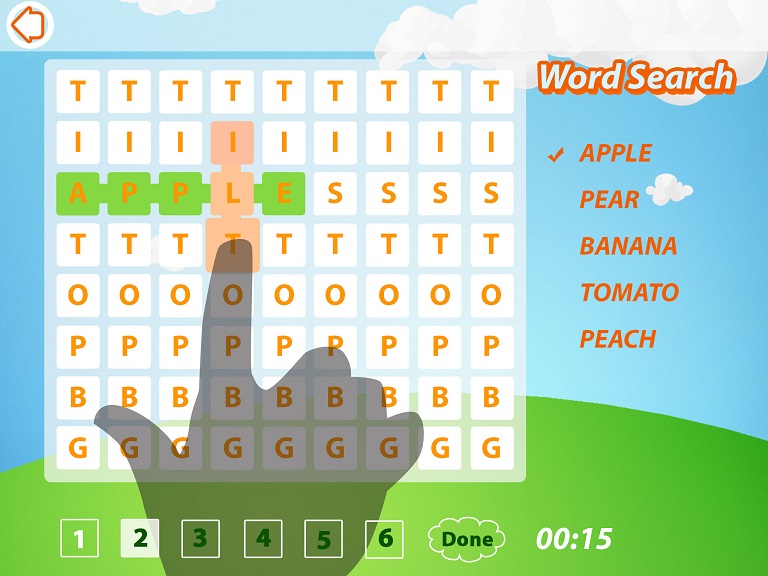 Word Search
T T T T T T T T T
I I I I I I I I I
A P P L E S S S S
T T T T T T T T T
O O O O O O O O O
P P P P P P P P P
B B B B B B B B B
G G G G G G G G G
✓ APPLE
PEAR
BANANA
TOMATO
PEACH
1 2 3 4 5 6 Done 00:15